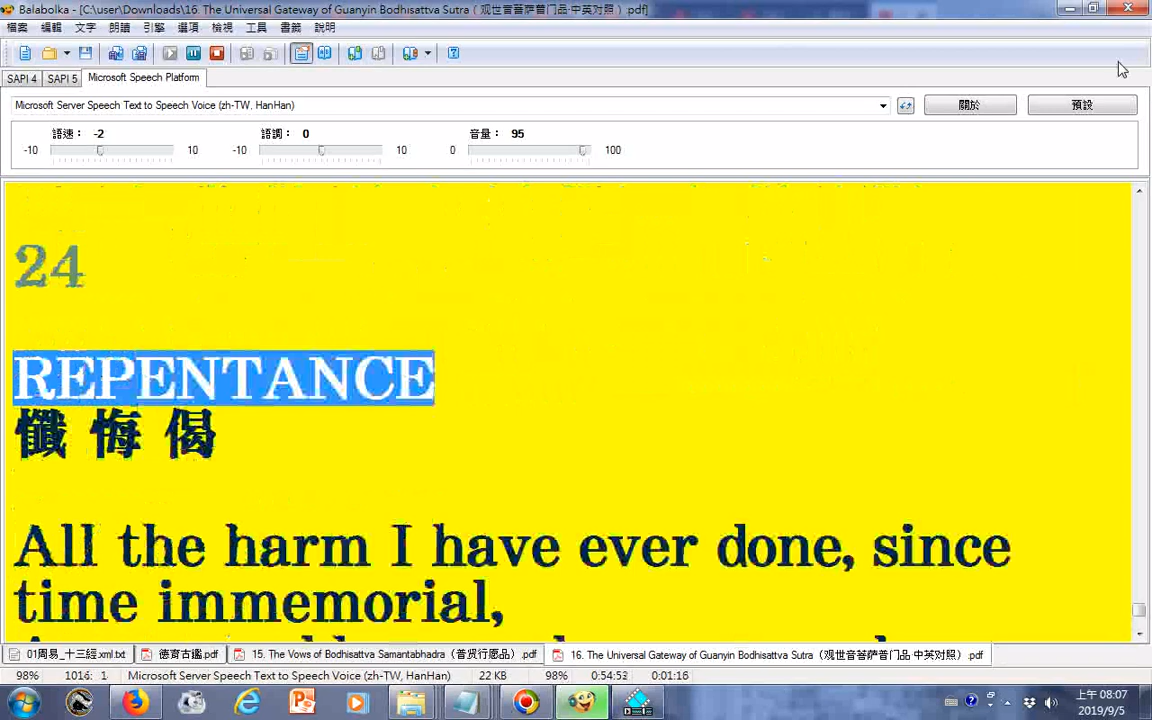 Balabolka - [C:\user\Downloads\16. The Universal Gateway of Guanyin Bodhisattva Sutra（观世音菩萨普门品·中英对照）.pdf]
檔案 編輯 文字 朗讀 引擎 選項 檢視 工具 書籤 說明
SAPI 4 SAPI 5 Microsoft Speech Platform
Microsoft Server Speech Text to Speech Voice (zh-TW, HanHan) 關於 預設
語速： -2 語調： 0 音量： 95
-10 10 -10 10 0 100
24
REPENTANCE
懺 悔 偈
All the harm I have ever done, since
time immemorial,
01周易_十三經.xml.txt 德育古鑑.pdf 15. The Vows of Bodhisattva Samantabhadra（普贤行愿品）.pdf 16. The Universal Gateway of Guanyin Bodhisattva Sutra（观世音菩萨普门品·中英对照）.pdf
98% 1016: 1 Microsoft Server Speech Text to Speech Voice (zh-TW, HanHan) 22 KB 98% 0:54:53 0:01:16
上午 08:07
2019/9/5